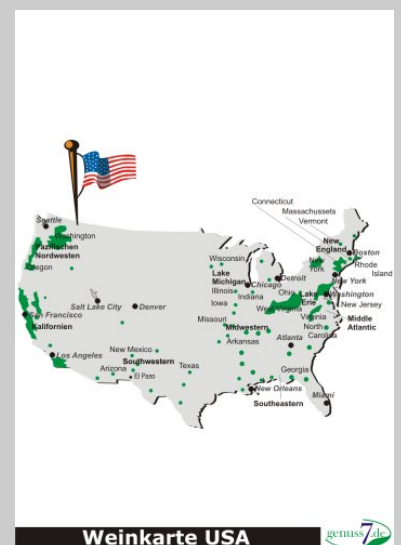 Connecticut
Massachussets
Vermont
Seattle
Washington
Pazifischen
Nordwesten
Oregon
New
England
Boston
Rhode
Island
New
York
New York
Wisconsin
Lake
Michigan
Chicago
Detroit
Illinois
Indiana
Ohio
Lake
Erie
Washington
New Jersey
Iowa
West Virginia
Virginia
Middle
Atlantic
Salt Lake City
Denver
San Francisco
Kalifornien
Missouri
Midwestern
North
Carolina
Arkansas
Atlanta
Los Angeles
New Mexico
Southwestern
Arizona
El Paso
Texas
Georgia
New Orleans
Southeastern
Miami
Weinkarte USA
genuss7.de